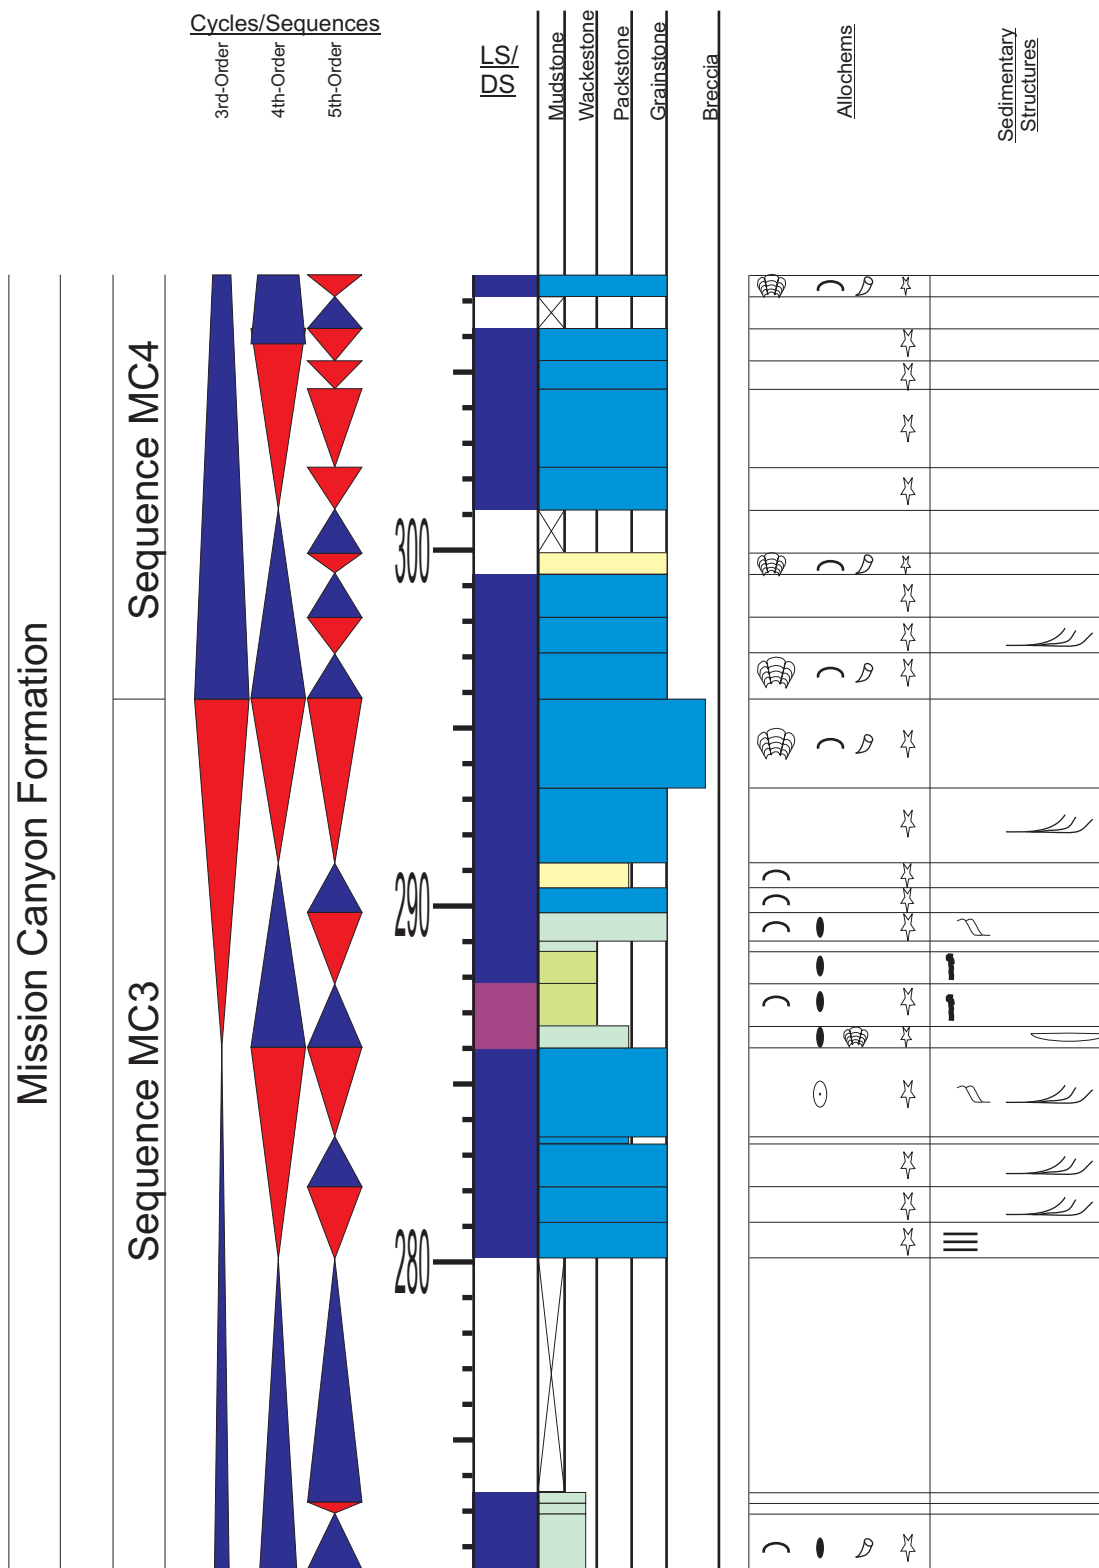 Cycles/Sequences
3rd-Order
4th-Order
5th-Order
LS/
DS
Mudstone
Wackestone
Packstone
Grainstone
Breccia
Allochems
Sedimentary
Structures
Mission Canyon Formation
Sequence MC4
Sequence MC3
300
290
280